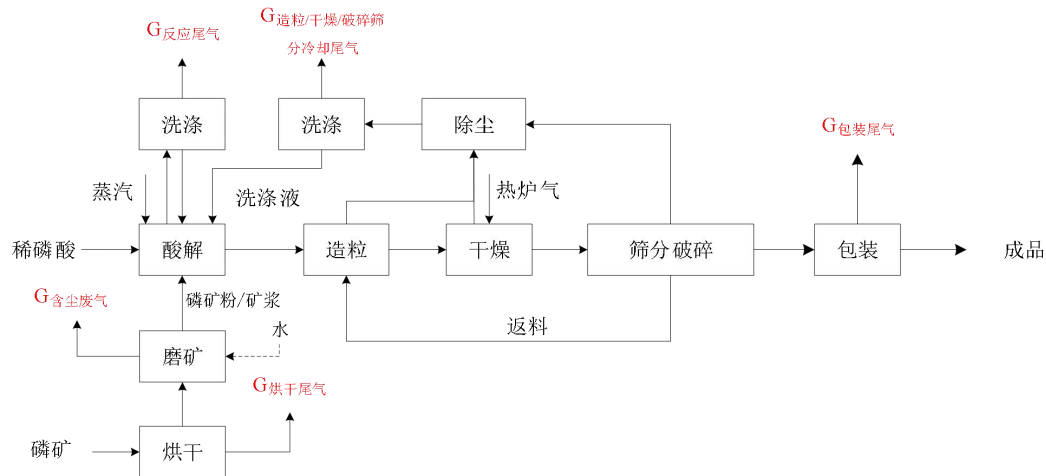 G造粒/干燥/破碎筛
分冷却尾气
G反应尾气
洗涤
洗涤
除尘
G包装尾气
蒸汽
洗涤液
热炉气
稀磷酸
酸解
造粒
干燥
筛分破碎
包装
成品
G含尘废气
磷矿粉/矿浆
水
返料
磨矿
G烘干尾气
磷矿
烘干